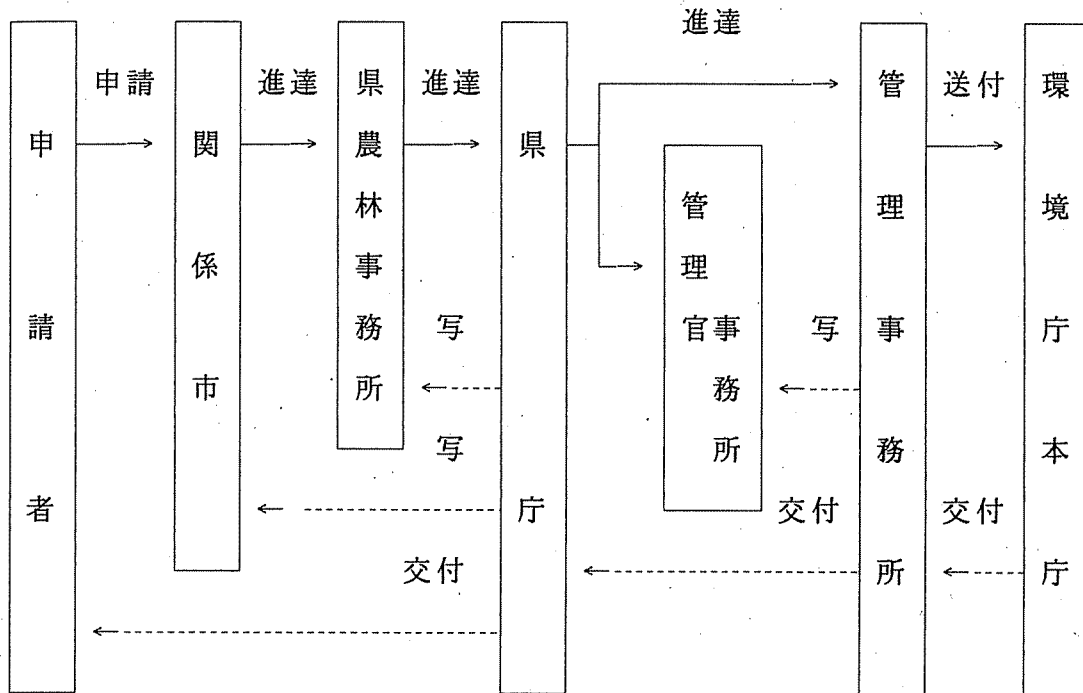 申請者
申請
関係市
進達
県農林事務所
進達
写
写
交付
県庁
進達
管理官事務所
写
交付
管理事務所
送付
交付
環境庁本庁